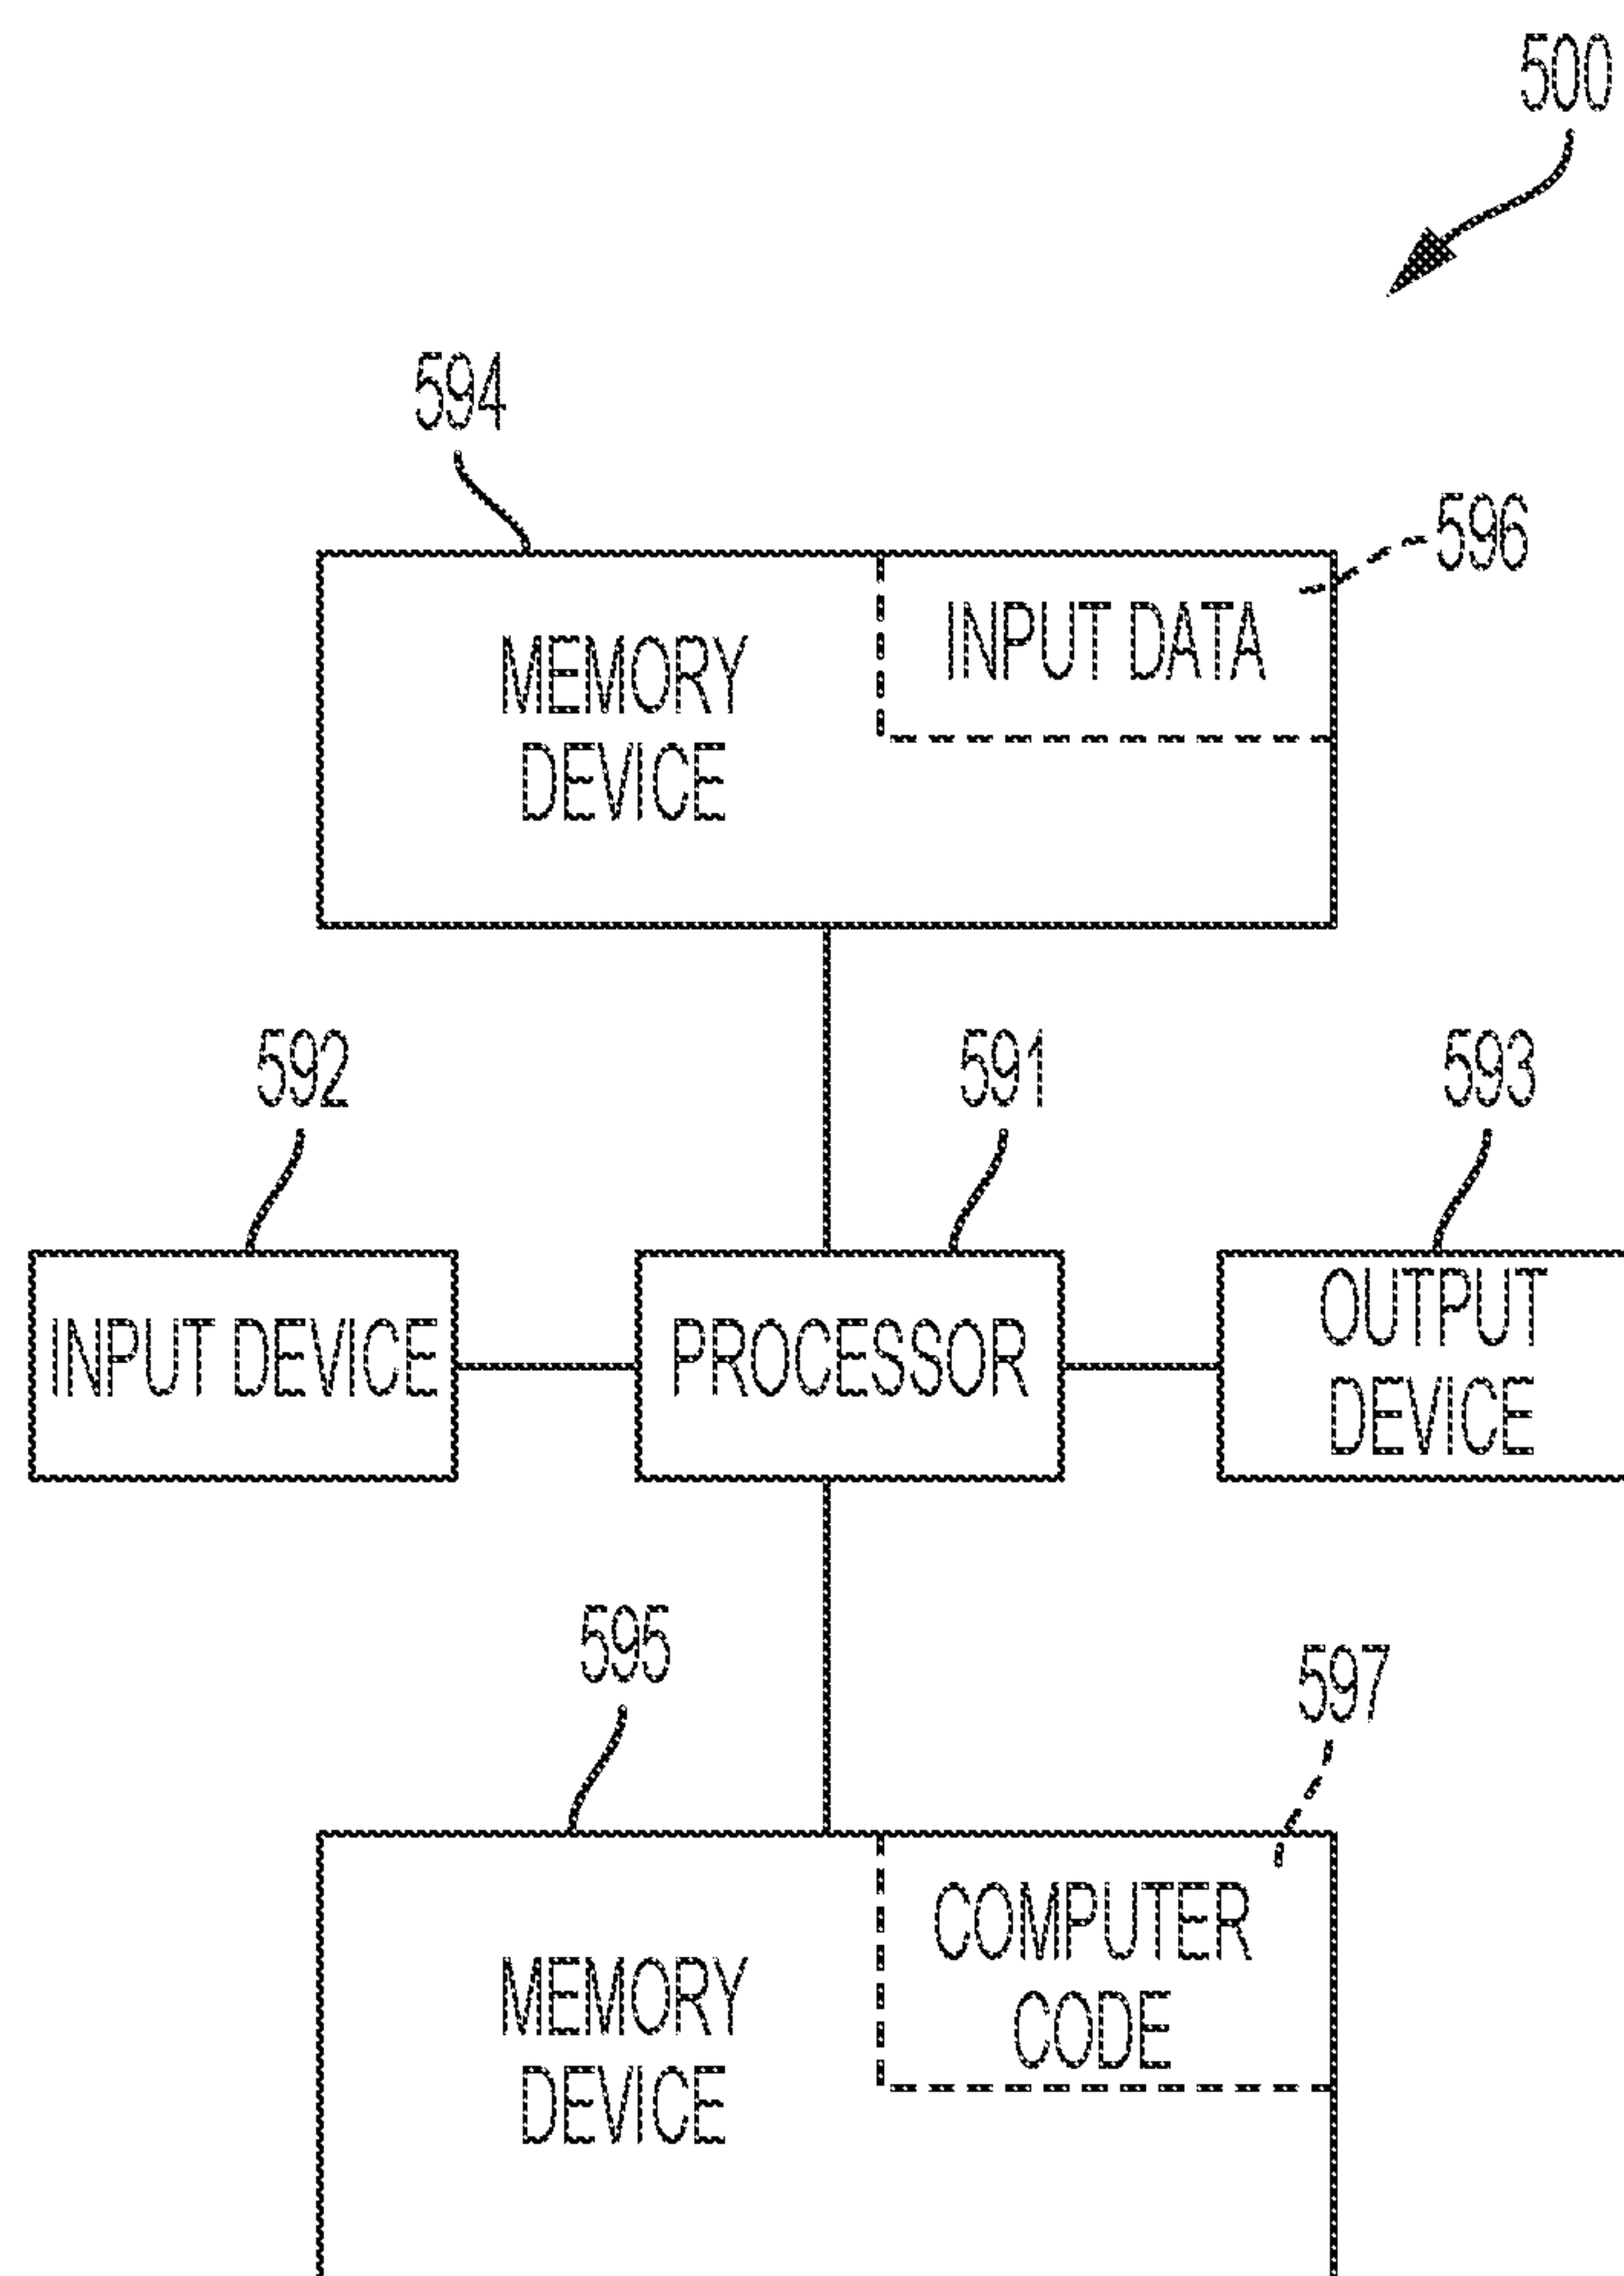 500
594
596
INPUT DATA
MEMORY
DEVICE
592
591
593
INPUT DEVICE
PROCESSOR
OUTPUT
DEVICE
595
597
COMPUTER
CODE
MEMORY
DEVICE